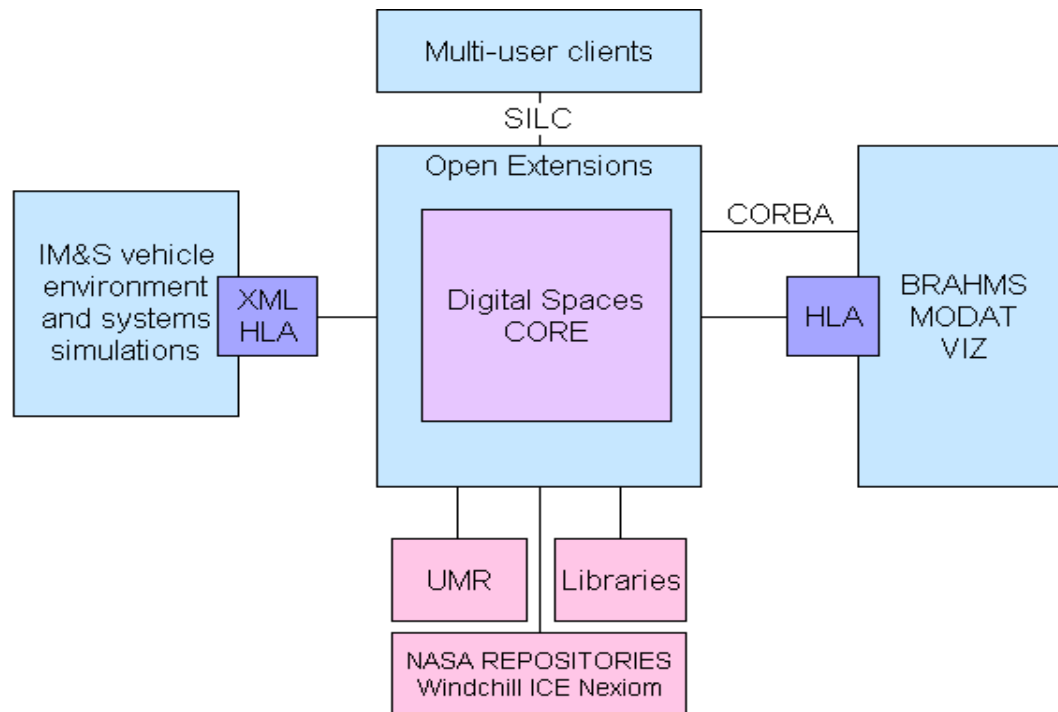 Multi-user clients
SILC
Open Extensions
CORBA
IM&S vehicle
environment
and systems
simulations
XML
HLA
Digital Spaces
CORE
HLA
BRAHMS
MODAT
VIZ
UMR
Libraries
NASA REPOSITORIES
Windchill ICE Nexiom